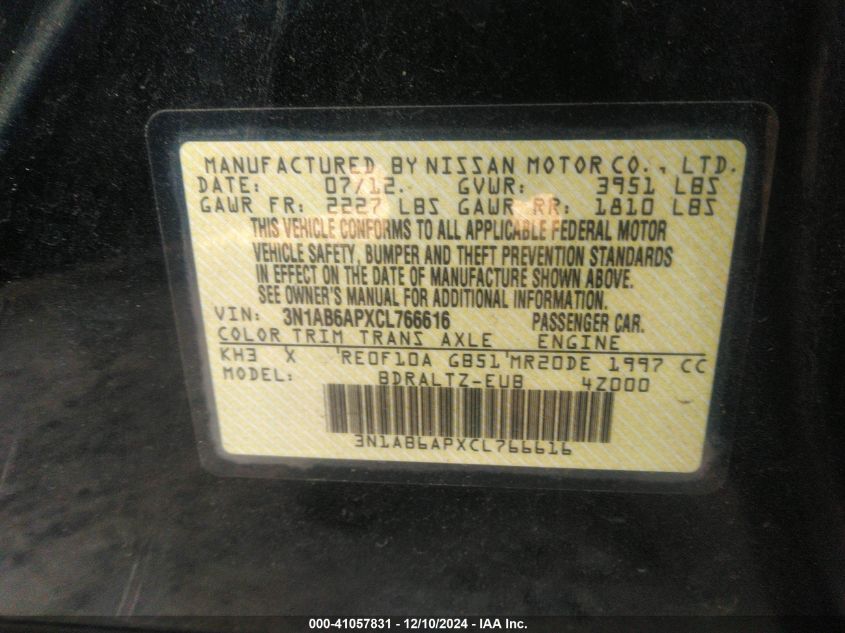 MANUFACTURED BY NISSAN MOTOR CO., LTD.
DATE: 07/12. GVWR: 3951 LBS
GAWR FR: 2227 LBS GAWR RR: 1810 LBS
THIS VEHICLE CONFORMS TO ALL APPLICABLE FEDERAL MOTOR
VEHICLE SAFETY, BUMPER AND THEFT PREVENTION STANDARDS
IN EFFECT ON THE DATE OF MANUFACTURE SHOWN ABOVE.
SEE OWNER'S MANUAL FOR ADDITIONAL INFORMATION.
VIN: 3N1AB6APXCL766616 PASSENGER CAR.
COLOR TRIM TRANS AXLE ENGINE
KH3 X RE0F10A GB51 MR20DE 1997 CC
MODEL: BDRALTZ-EUB 4Z000
3N1AB6APXCL766616
000-41057831 - 12/10/2024 - IAA Inc.